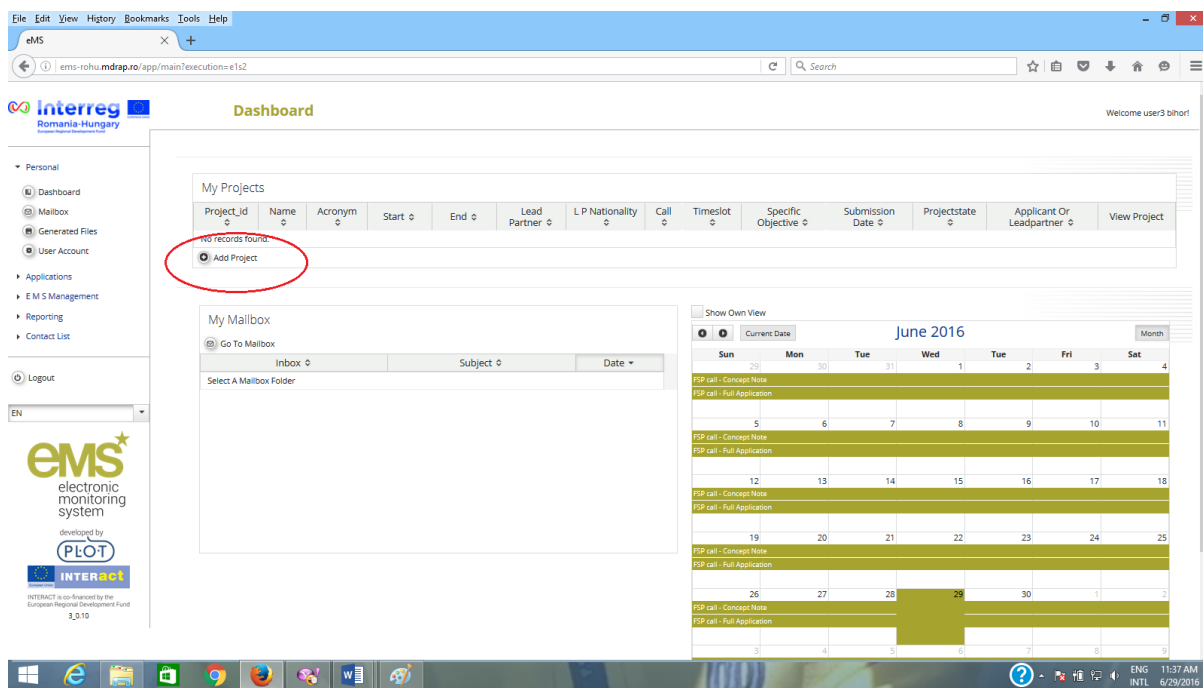 File Edit View History Bookmarks Tools Help
eMS
ems-rohu.mdrap.ro/app/main?execution=e1s2
Search
Interreg
Romania-Hungary
European Regional Development Fund
Dashboard
Welcome user3 bihor!
Personal
Dashboard
Mailbox
Generated Files
User Account
Applications
E M S Management
Reporting
Contact List
Logout
EN
eMS
electronic
monitoring
system
developed by
PL:O:T
European Union
INTERact
INTERACT is co-financed by the
European Regional Development Fund
3_0.10
My Projects
Project_id Name Acronym Start End Lead Partner L P Nationality Call Timeslot Specific Objective Submission Date Projectstate Applicant Or Leadpartner View Project
No records found.
Add Project
My Mailbox
Go To Mailbox
Inbox Subject Date
Select A Mailbox Folder
Show Own View
Current Date June 2016 Month
Sun Mon Tue Wed Tue Fri Sat
29 30 31 1 2 3 4
FSP call - Concept Note
FSP call - Full Application
5 6 7 8 9 10 11
FSP call - Concept Note
FSP call - Full Application
12 13 14 15 16 17 18
FSP call - Concept Note
FSP call - Full Application
19 20 21 22 23 24 25
FSP call - Concept Note
FSP call - Full Application
26 27 28 29 30 1 2
FSP call - Concept Note
FSP call - Full Application
3 4 5 6 7 8 9
ENG 11:37 AM
INTL 6/29/2016